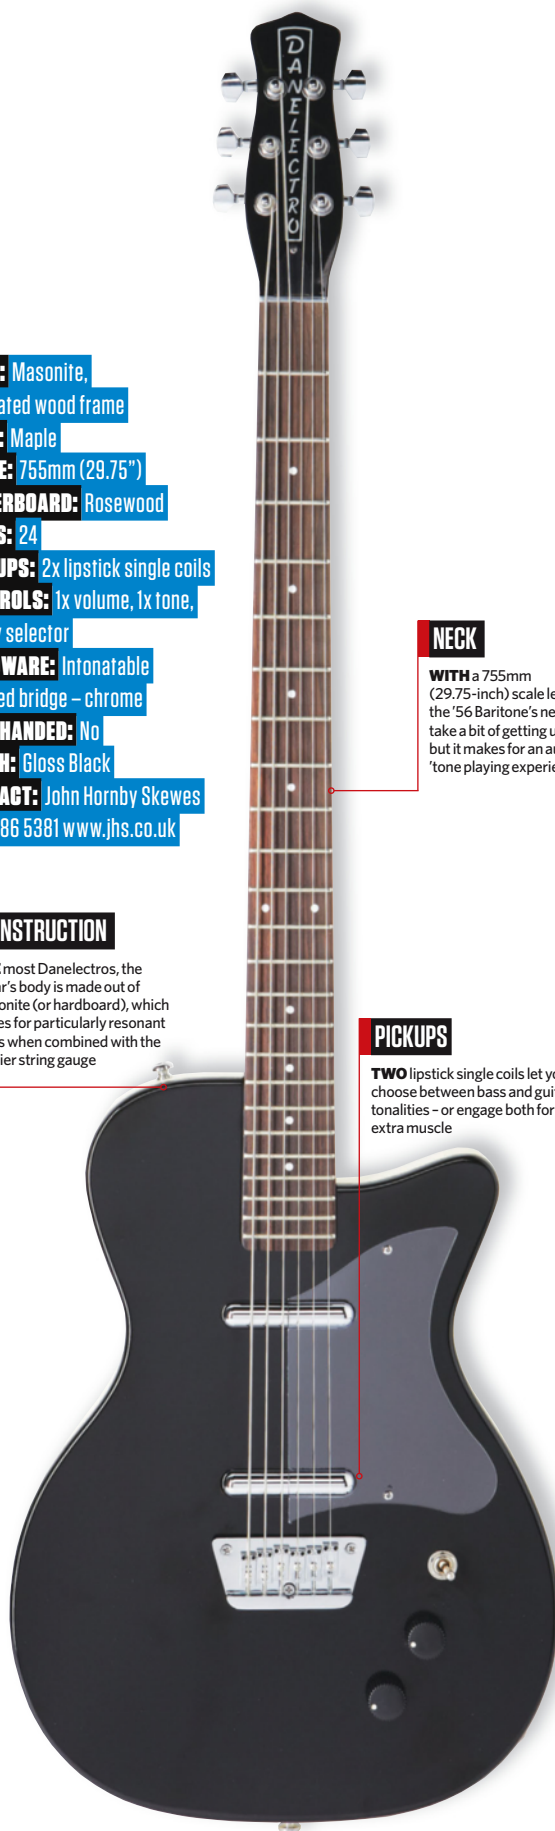 DANELECTRO
: Masonite,
ated wood frame
: Maple
E: 755mm (29.75”)
ERBOARD: Rosewood
S: 24
UPS: 2x lipstick single coils
ROLS: 1x volume, 1x tone,
y selector
WARE: Intonatable
ed bridge – chrome
HANDED: No
H: Gloss Black
ACT: John Hornby Skewes
86 5381 www.jhs.co.uk
NECK
WITH a 755mm
(29.75-inch) scale le
the ’56 Baritone’s ne
take a bit of getting u
but it makes for an au
’tone playing experie
NSTRUCTION
most Danelectros, the
ar’s body is made out of
onite (or hardboard), which
es for particularly resonant
s when combined with the
ier string gauge
PICKUPS
TWO lipstick single coils let yo
choose between bass and gui
tonalities – or engage both for
extra muscle